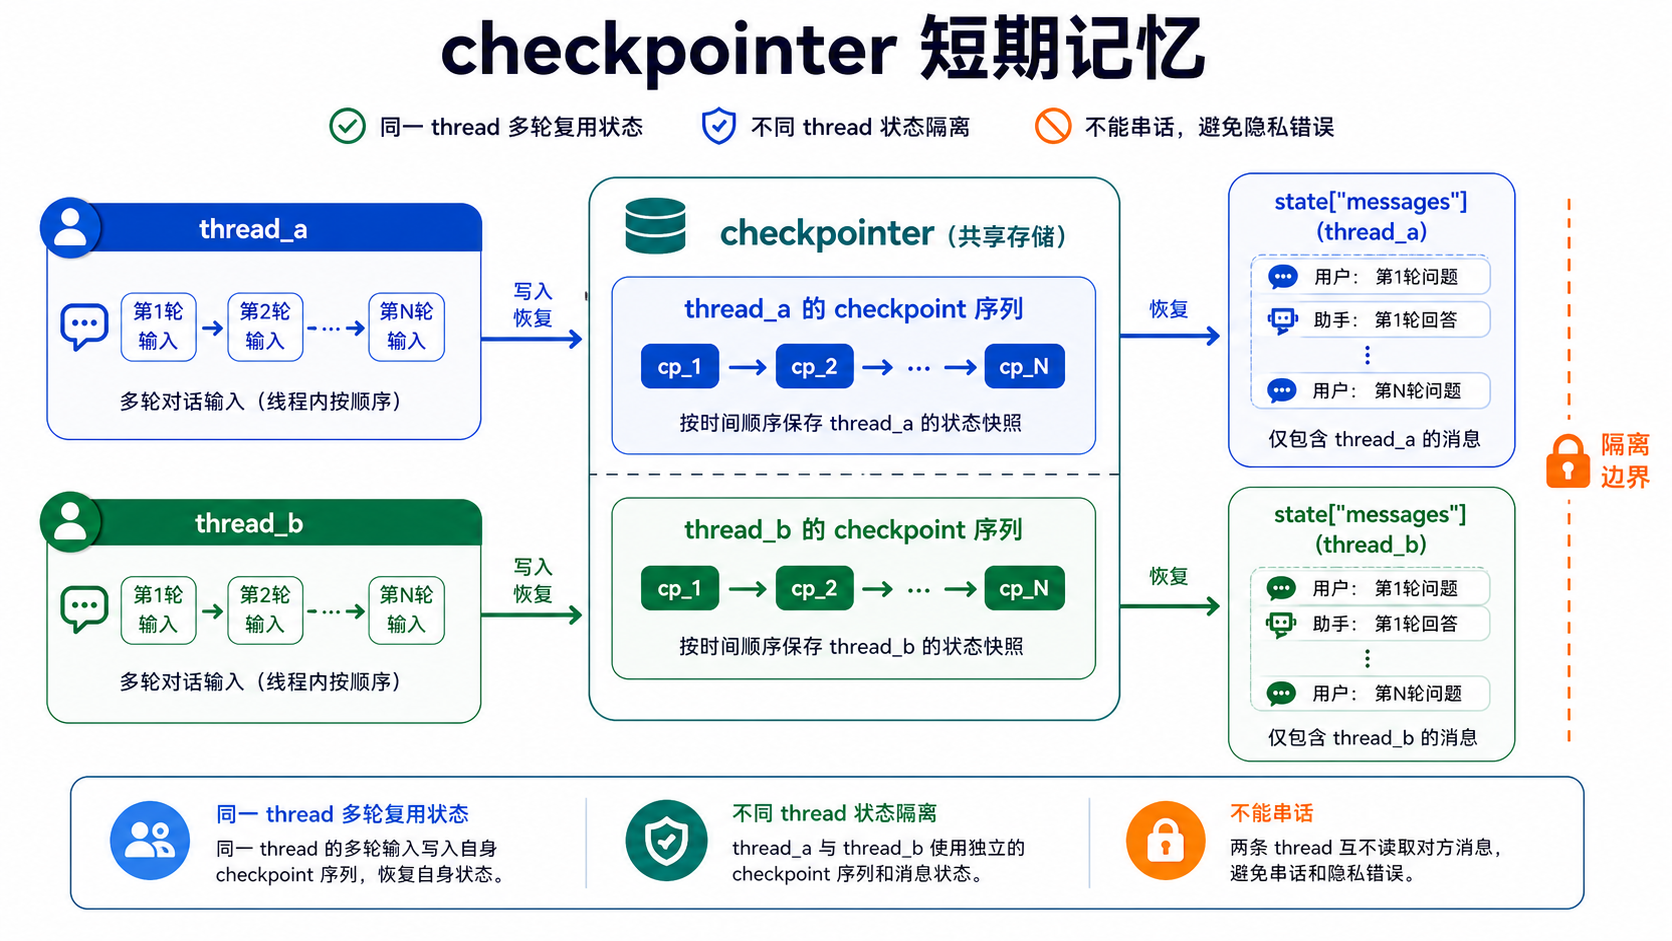 checkpointer 短期记忆
同一 thread 多轮复用状态
不同 thread 状态隔离
不能串话，避免隐私错误
thread_a
第1轮
输入
第2轮
输入
...
第N轮
输入
多轮对话输入（线程内按顺序）
写入
恢复
thread_b
第1轮
输入
第2轮
输入
...
第N轮
输入
多轮对话输入（线程内按顺序）
写入
恢复
checkpointer（共享存储）
thread_a 的 checkpoint 序列
cp_1
cp_2
...
cp_N
按时间顺序保存 thread_a 的状态快照
thread_b 的 checkpoint 序列
cp_1
cp_2
...
cp_N
按时间顺序保存 thread_b 的状态快照
恢复
state["messages"]
(thread_a)
用户： 第1轮问题
助手： 第1轮回答
⋮
用户： 第N轮问题
仅包含 thread_a 的消息
恢复
state["messages"]
(thread_b)
用户： 第1轮问题
助手： 第1轮回答
⋮
用户： 第N轮问题
仅包含 thread_b 的消息
隔离
边界
同一 thread 多轮复用状态
同一 thread 的多轮输入写入自身
checkpoint 序列，恢复自身状态。
不同 thread 状态隔离
thread_a 与 thread_b 使用独立的
checkpoint 序列和消息状态。
不能串话
两条 thread 互不读取对方消息，
避免串话和隐私错误。